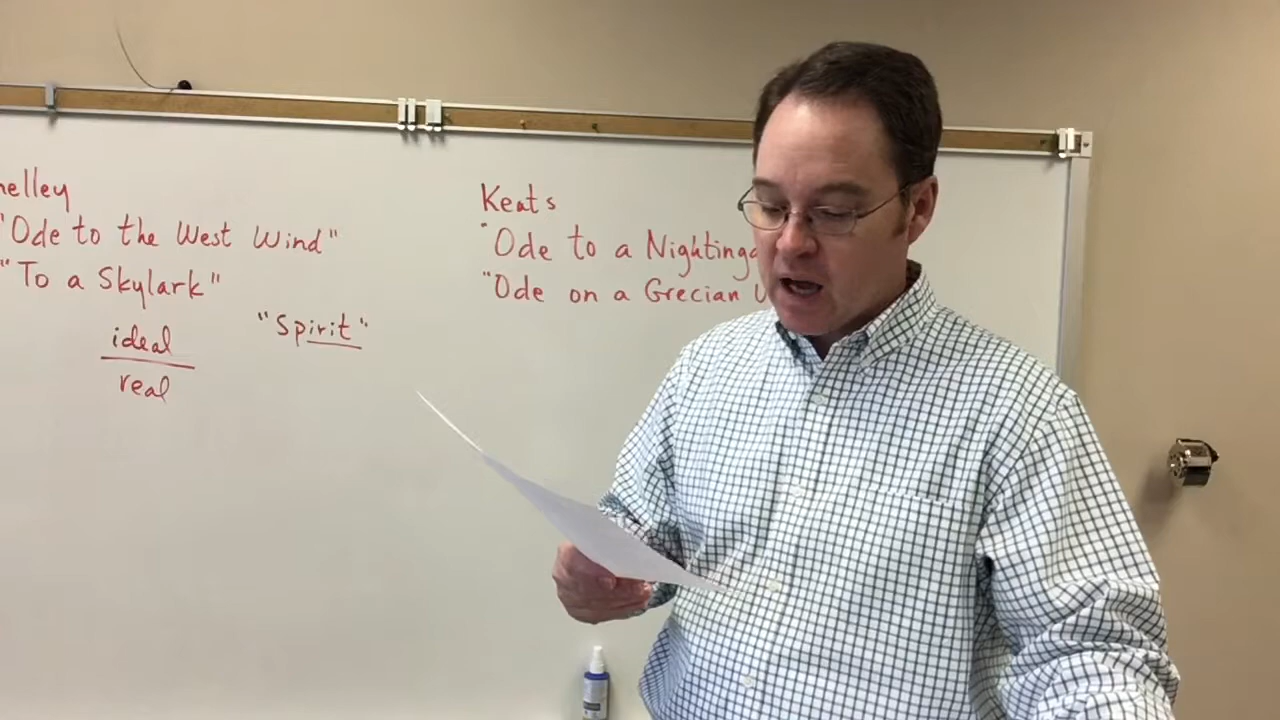 helley
"Ode to the West Wind"
"To a Skylark"
ideal
real
"Spirit"
Keats
"Ode to a Nightinga
"Ode on a Grecian U